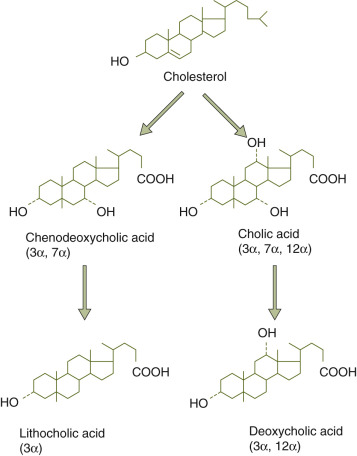 HO
Cholesterol
OH
COOH
HO
OH
Chenodeoxycholic acid
(3α, 7α)
COOH
HO
OH
Cholic acid
(3α, 7α, 12α)
COOH
HO
Lithocholic acid
(3α)
OH
COOH
HO
Deoxycholic acid
(3α, 12α)